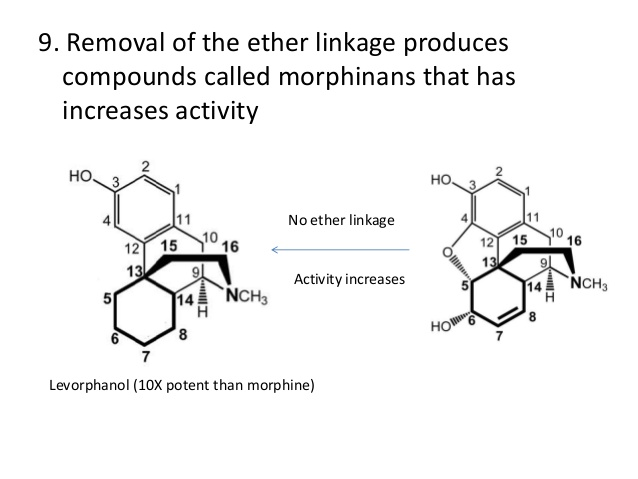 9. Removal of the ether linkage produces
compounds called morphinans that has
increases activity
HO
3
2
1
4
11
12
10
15
16
13
9
5
14
H
NCH₃
6
8
7
No ether linkage
Activity increases
HO
3
2
1
4
11
O
12
10
15
16
13
9
5
14
H
NCH₃
HO
6
8
7
Levorphanol (10X potent than morphine)